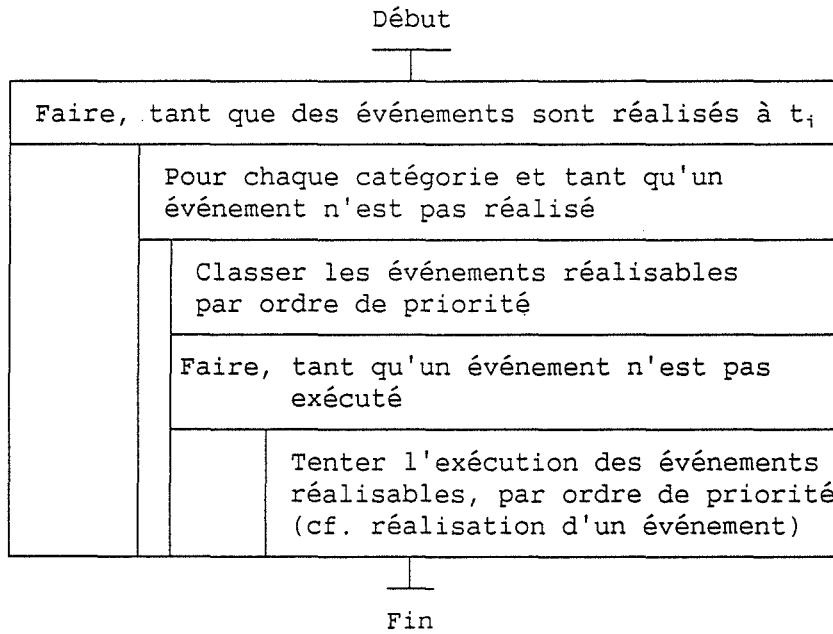 Début
Faire, tant que des événements sont réalisés à ti
Pour chaque catégorie et tant qu'un
événement n'est pas réalisé
Classer les événements réalisables
par ordre de priorité
Faire, tant qu'un événement n'est pas
exécuté
Tenter l'exécution des événements
réalisables, par ordre de priorité
(cf. réalisation d'un événement)
Fin